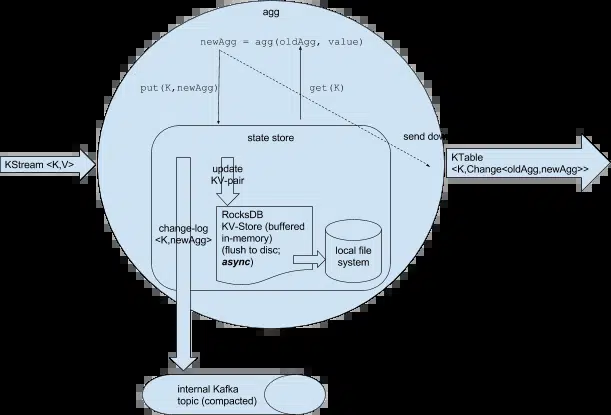 agg
newAgg = agg(oldAgg, value)
put(K,newAgg)
get(K)
state store
send dow
KStream <K,V>
KTable
<K,Change<oldAgg,newAgg>>
update
KV-pair
change-log
<K,newAgg>
RocksDB
KV-Store (buffered
in-memory)
(flush to disc;
async)
local file
system
internal Kafka
topic (compacted)